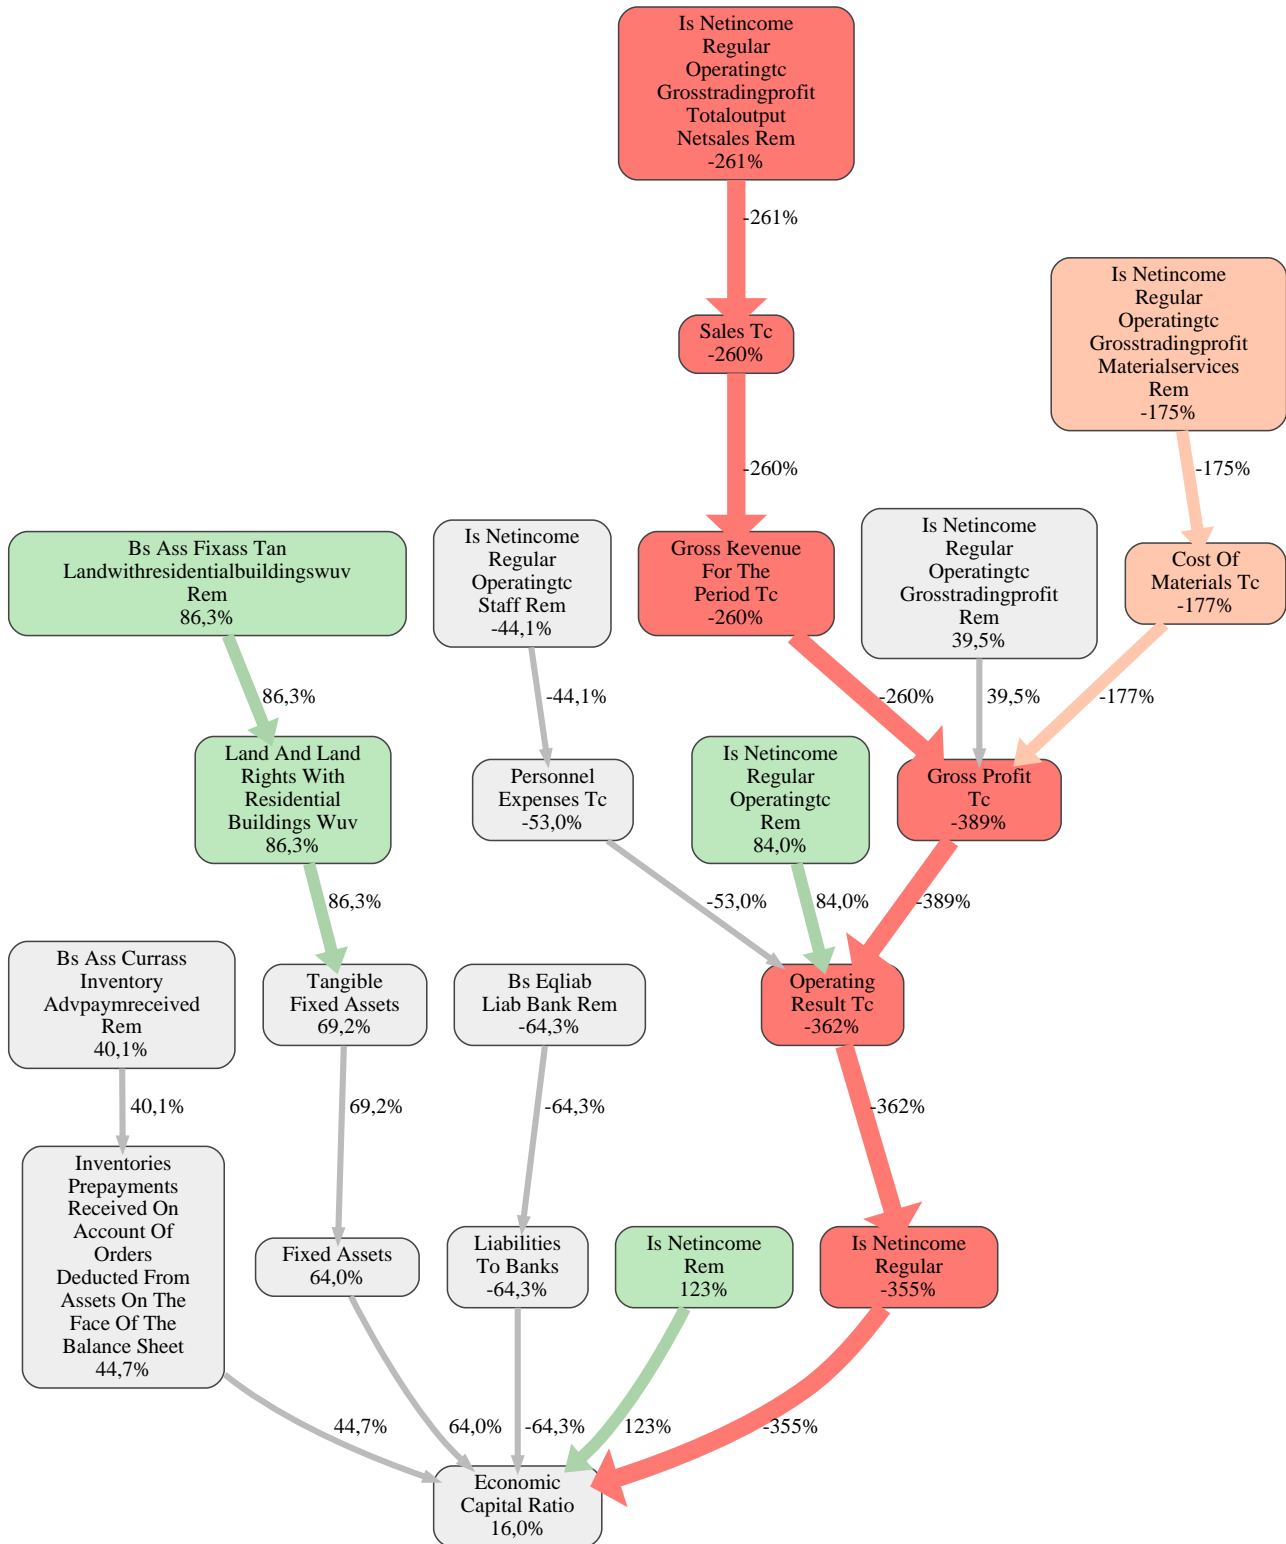 Is Netincome
Regular
Operatingtc
Grosstradingprofit
Totaloutput
Netsales Rem
-261%
-261%
Is Netincome
Regular
Operatingtc
Grosstradingprofit
Materialservices
Rem
-175%
Sales Tc
-260%
-260%
-175%
Bs Ass Fixass Tan
Landwithresidentialbuildingswuv
Rem
86,3%
Is Netincome
Regular
Operatingtc
Staff Rem
-44,1%
Gross Revenue
For The
Period Tc
-260%
Is Netincome
Regular
Operatingtc
Grosstradingprofit
Rem
39,5%
Cost Of
Materials Tc
-177%
86,3%
-44,1%
-260%
39,5%
-177%
Land And Land
Rights With
Residential
Buildings Wuv
86,3%
Personnel
Expenses Tc
-53,0%
Is Netincome
Regular
Operatingtc
Rem
84,0%
Gross Profit
Tc
-389%
86,3%
-53,0%
84,0%
-389%
Bs Ass Currass
Inventory
Advpaymreceived
Rem
40,1%
Tangible
Fixed Assets
69,2%
Bs Eqliab
Liab Bank Rem
-64,3%
Operating
Result Tc
-362%
40,1%
69,2%
-64,3%
-362%
Inventories
Prepayments
Received On
Account Of
Orders
Deducted From
Assets On The
Face Of The
Balance Sheet
44,7%
Fixed Assets
64,0%
Liabilities
To Banks
-64,3%
Is Netincome
Rem
123%
Is Netincome
Regular
-355%
44,7%
64,0%
-64,3%
123%
-355%
Economic
Capital Ratio
16,0%